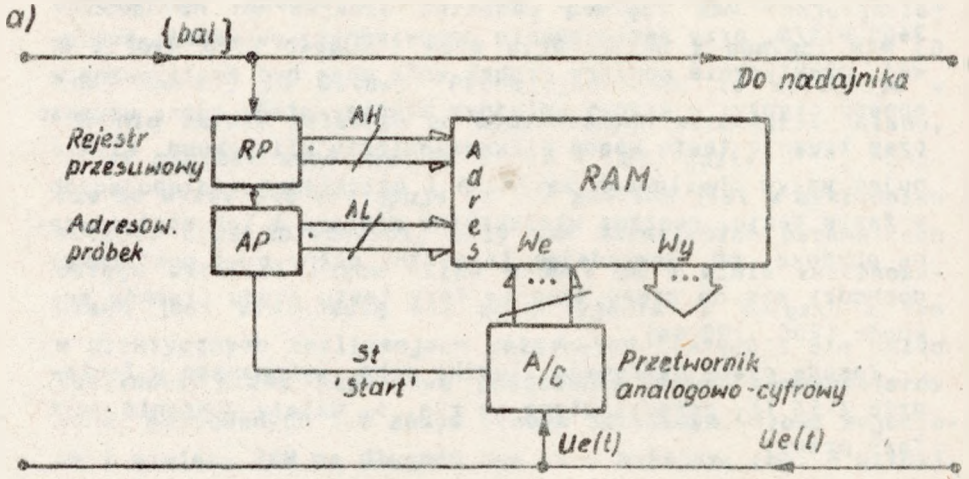 a)
{bal}
Do nadajnika
Rejestr
przesuwowy
RP
AH
Adres
RAM
Adresow.
próbek
AP
AL
We
...
Wy
...
St
'Start'
A/C
Przetwornik
analogowo-cyfrowy
Ue(t)
Ue(t)